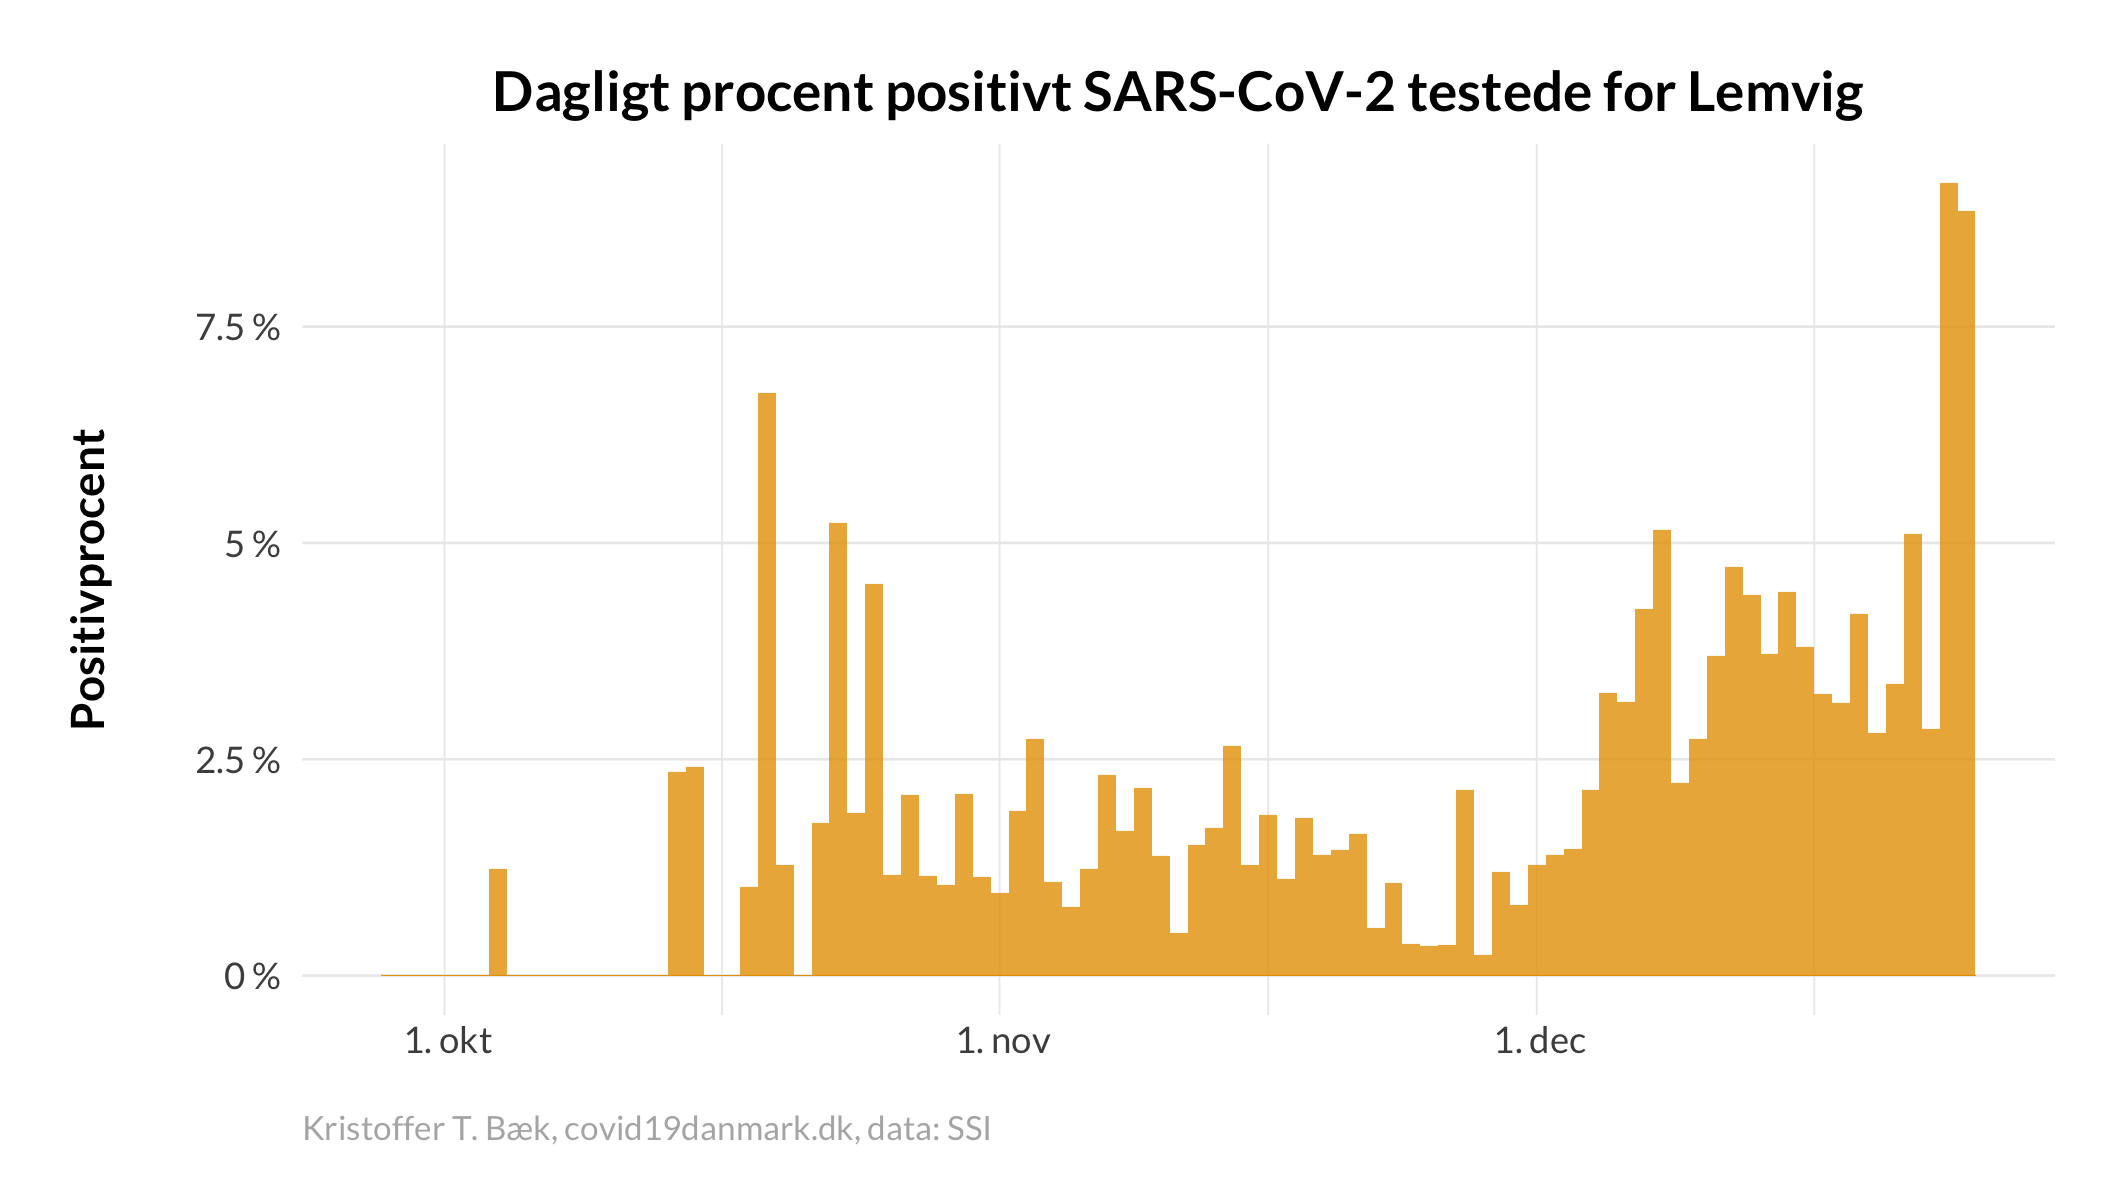 Dagligt procent positivt SARS-CoV-2 testede for Lemvig
Positivprocent
7.5 %
5 %
2.5 %
0 %
1. okt
1. nov
1. dec
Kristoffer T. Bæk, covid19danmark.dk, data: SSI